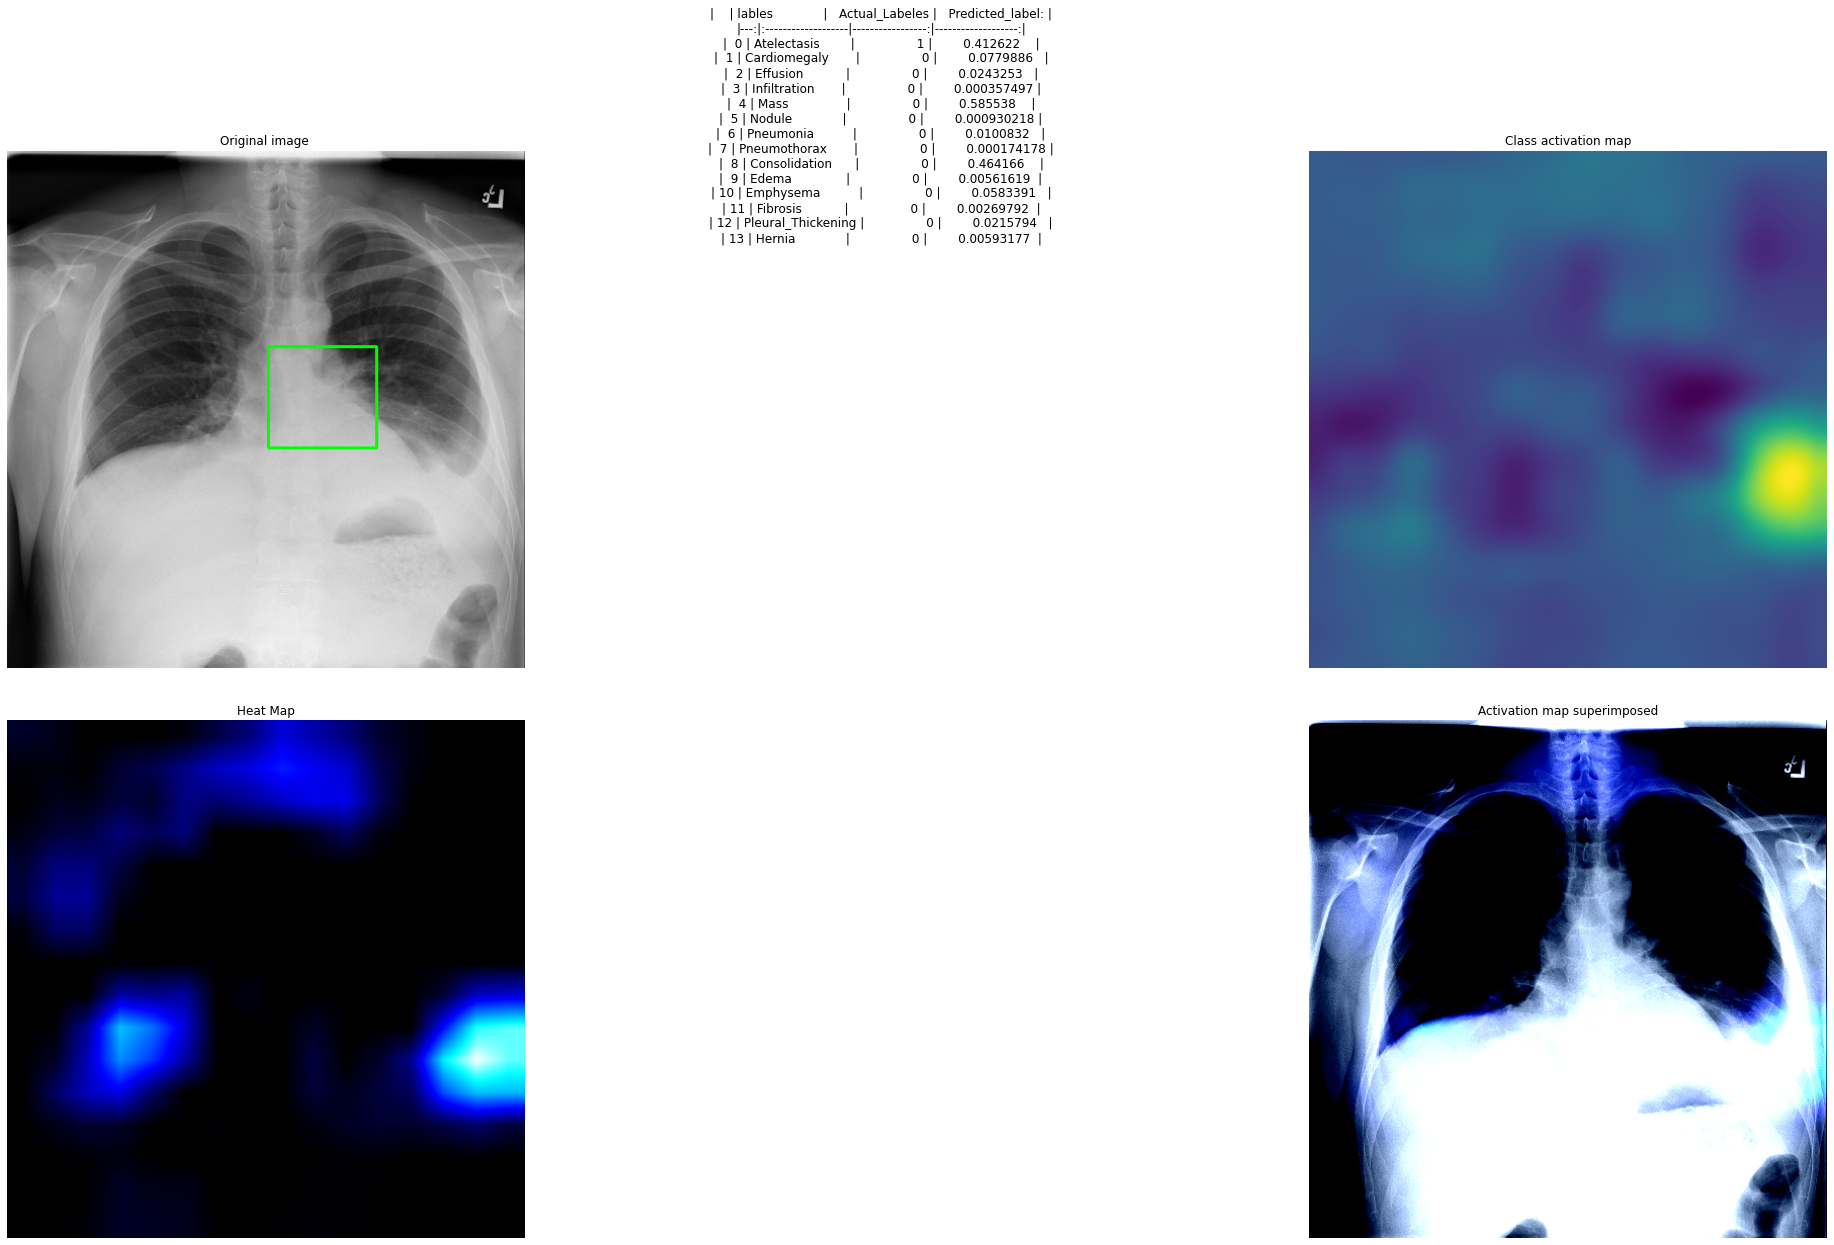 |    | lables             |   Actual_Labeles |   Predicted_label: |
|---:|:-------------------|-----------------:|-------------------:|
|  0 | Atelectasis        |                1 |        0.412622    |
|  1 | Cardiomegaly       |                0 |        0.0779886   |
|  2 | Effusion           |                0 |        0.0243253   |
|  3 | Infiltration       |                0 |        0.000357497 |
|  4 | Mass               |                0 |        0.585538    |
|  5 | Nodule             |                0 |        0.000930218 |
|  6 | Pneumonia          |                0 |        0.0100832   |
|  7 | Pneumothorax       |                0 |        0.000174178 |
|  8 | Consolidation      |                0 |        0.464166    |
|  9 | Edema              |                0 |        0.00561619  |
| 10 | Emphysema          |                0 |        0.0583391   |
| 11 | Fibrosis           |                0 |        0.00269792  |
| 12 | Pleural_Thickening |                0 |        0.0215794   |
| 13 | Hernia             |                0 |        0.00593177  |
Original image
Class activation map
Heat Map
Activation map superimposed